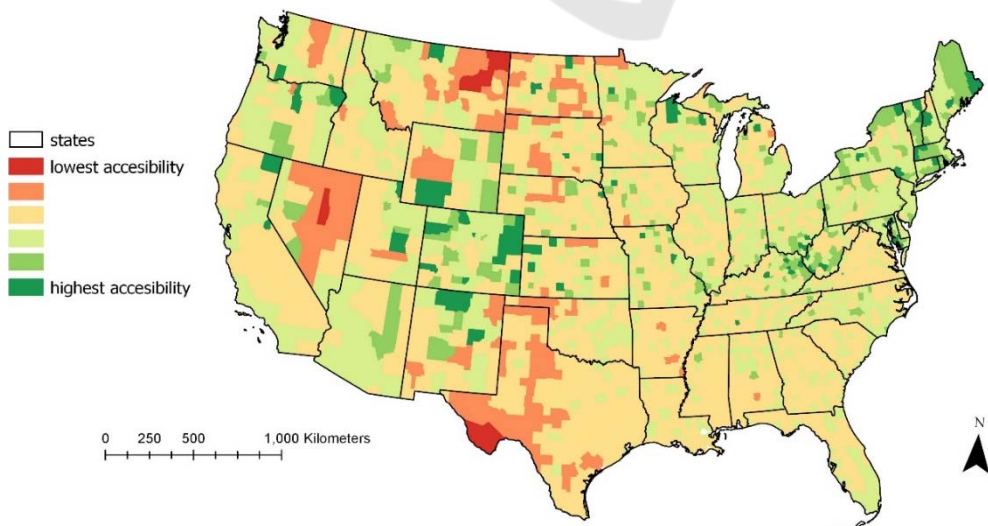 states
lowest accesibility
highest accesibility
0 250 500 1,000 Kilometers
N